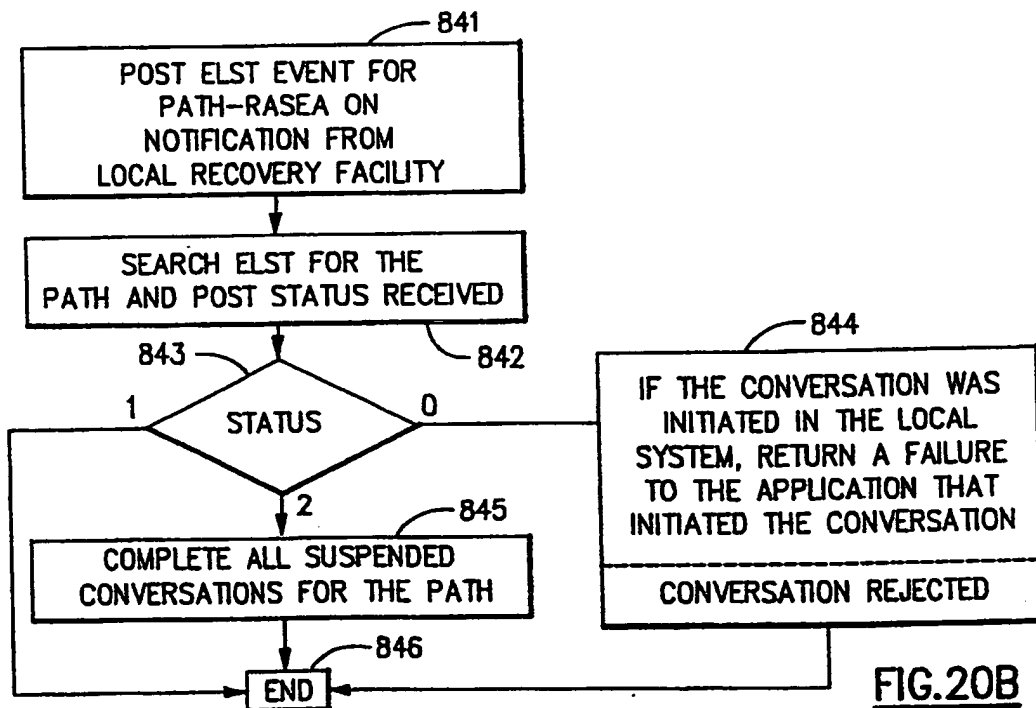 841
POST ELST EVENT FOR
PATH-RASEA ON
NOTIFICATION FROM
LOCAL RECOVERY FACILITY
SEARCH ELST FOR THE
PATH AND POST STATUS RECEIVED
842
843
STATUS
1
0
2
844
IF THE CONVERSATION WAS
INITIATED IN THE LOCAL
SYSTEM, RETURN A FAILURE
TO THE APPLICATION THAT
INITIATED THE CONVERSATION
CONVERSATION REJECTED
845
COMPLETE ALL SUSPENDED
CONVERSATIONS FOR THE PATH
846
END
FIG.20B